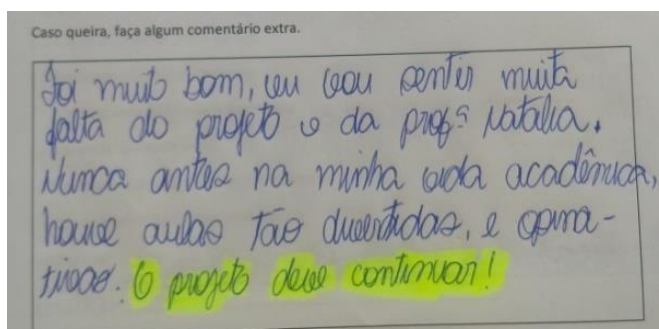 Caso queira, faça algum comentário extra.
Foi muito bom, eu vou sentir muita
falta do projeto e da profª Natalia.
Nunca antes na minha vida acadêmica,
houve aulas tão divertidas, e opina-
tivas. O projeto deve continuar!